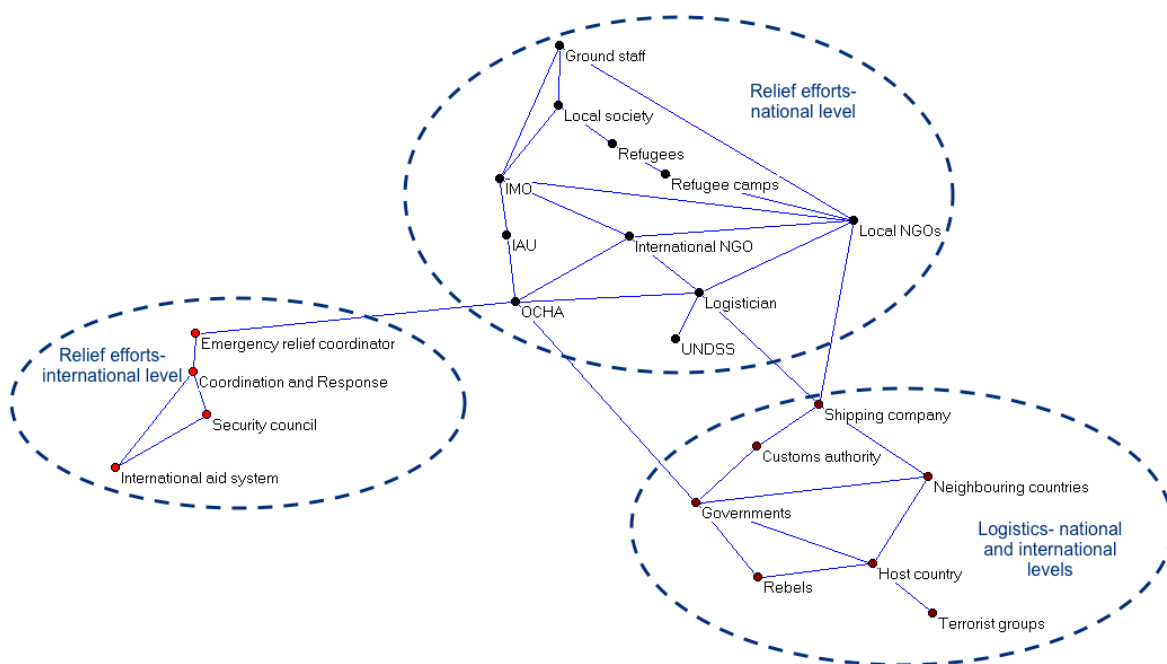 Ground staff
Relief efforts-
national level
Local society
Refugees
Refugee camps
IMO
Local NGOs
IAU
International NGO
OCHA
Logistician
UNDSS
Emergency relief coordinator
Relief efforts-
international level
Coordination and Response
Security council
International aid system
Shipping company
Customs authority
Neighbouring countries
Governments
Logistics- national
and international
levels
Host country
Rebels
Terrorist groups